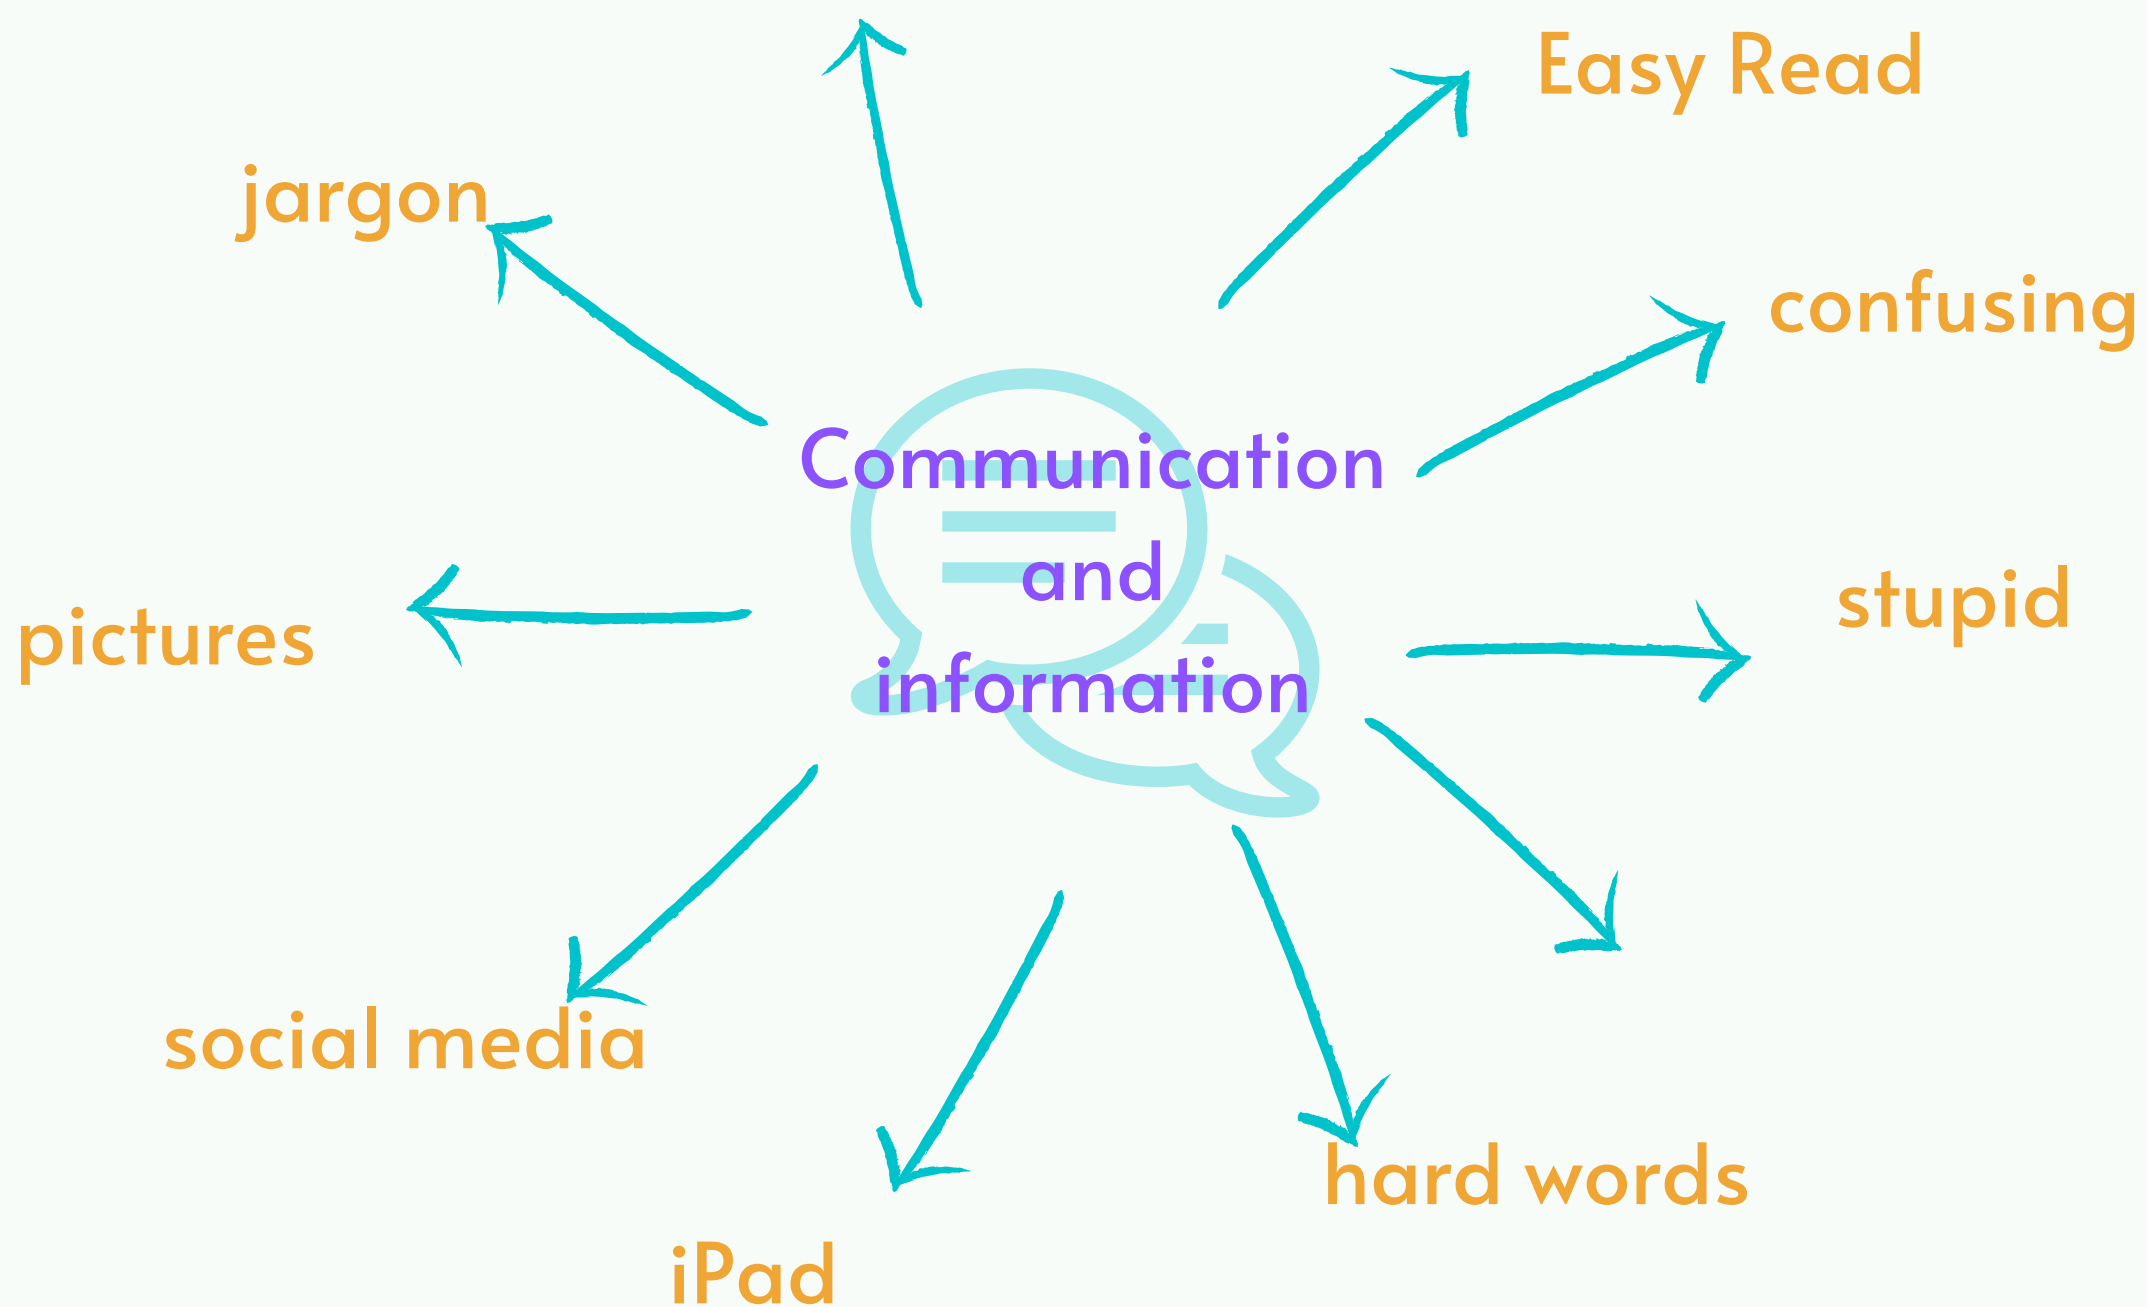 Easy Read
jargon
confusing
Communication
and
information
stupid
pictures
social media
hard words
iPad